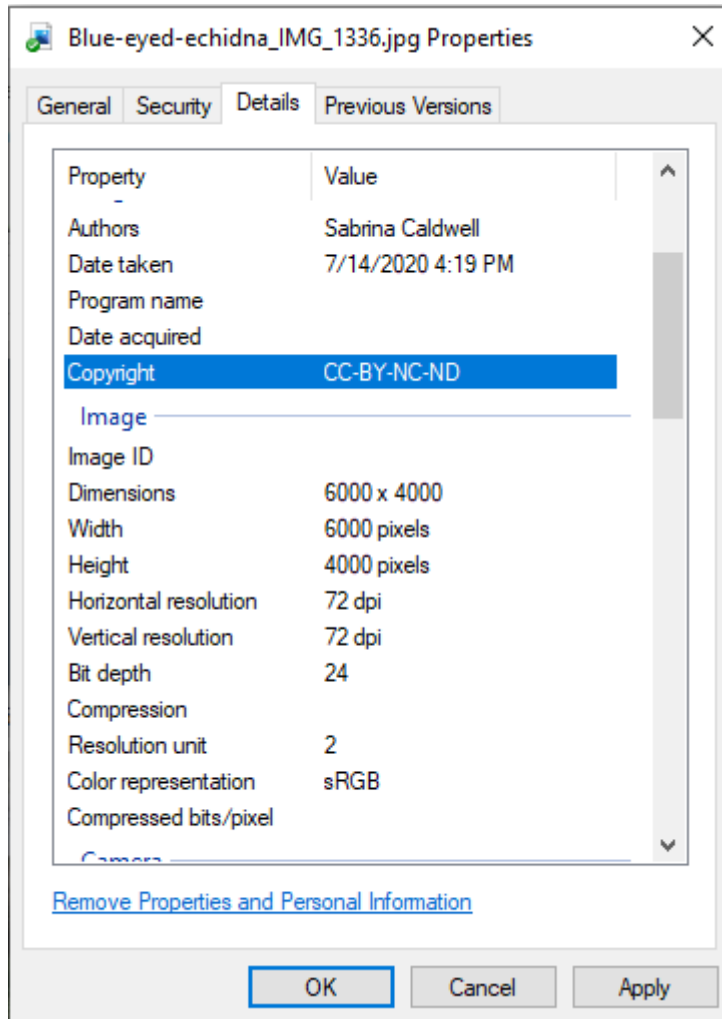 Blue-eyed-echidna_IMG_1336.jpg Properties
General Security Details Previous Versions
Property Value
Authors Sabrina Caldwell
Date taken 7/14/2020 4:19 PM
Program name
Date acquired
Copyright CC-BY-NC-ND
Image
Image ID
Dimensions 6000 x 4000
Width 6000 pixels
Height 4000 pixels
Horizontal resolution 72 dpi
Vertical resolution 72 dpi
Bit depth 24
Compression
Resolution unit 2
Color representation sRGB
Compressed bits/pixel
Camera
Remove Properties and Personal Information
OK Cancel Apply